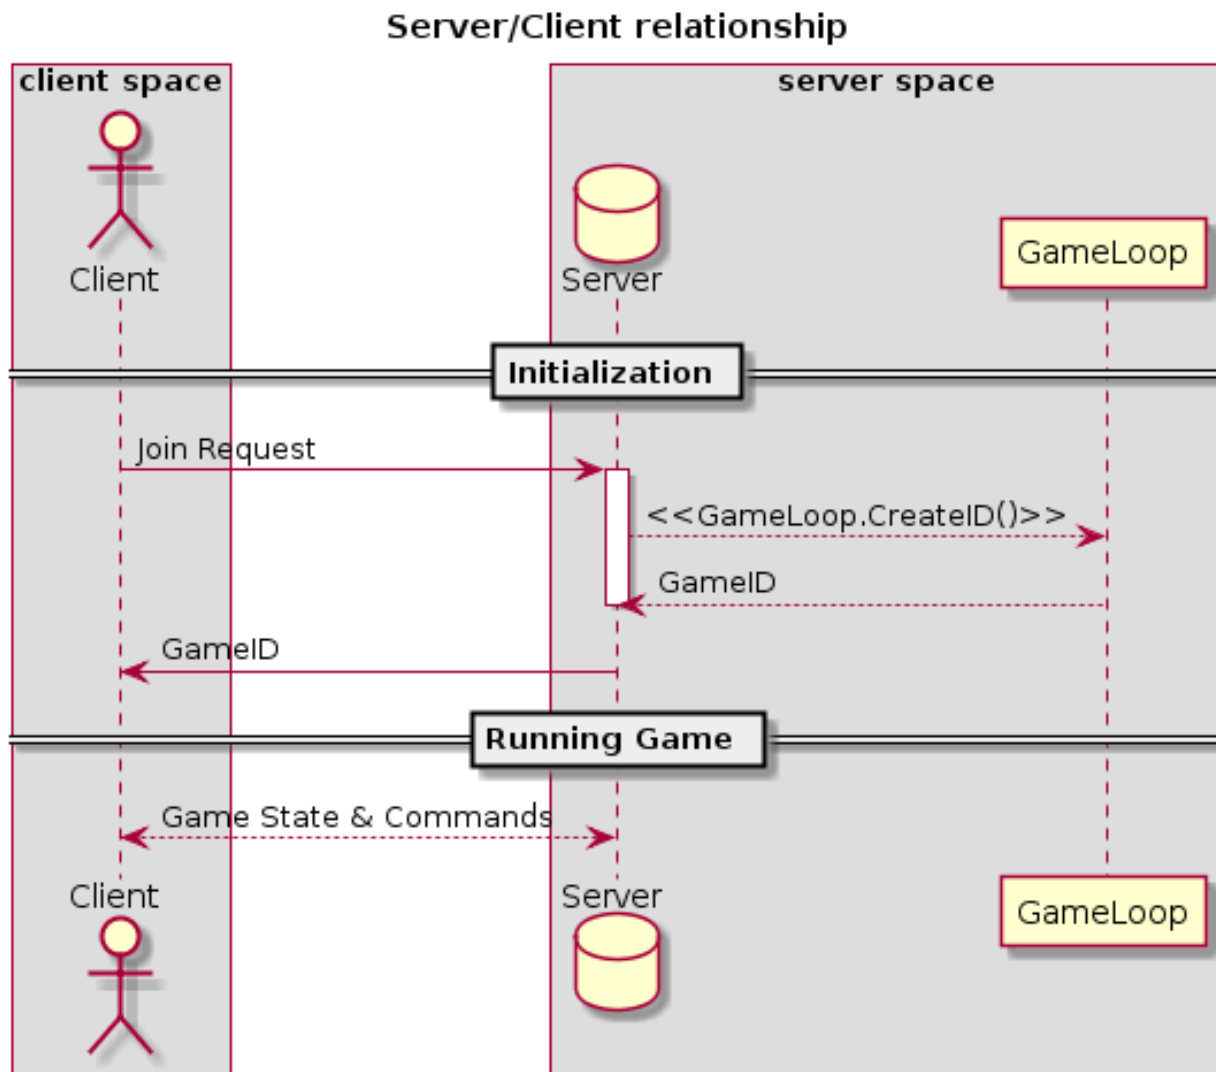 Server/Client relationship
client space
server space
Client
Server
GameLoop
Initialization
Join Request
<<GameLoop.CreateID()>>
GameID
GameID
Running Game
Game State & Commands
Client
Server
GameLoop